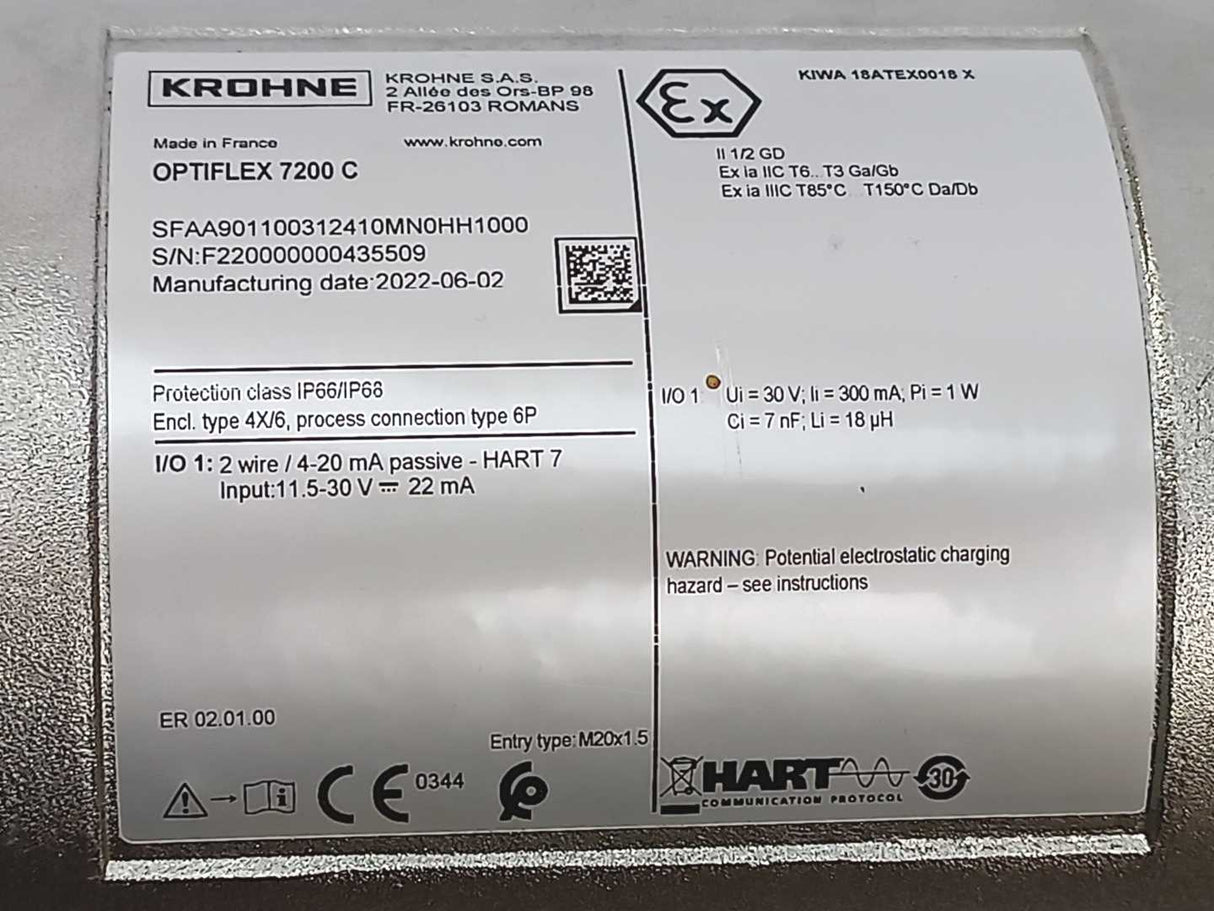 KROHNE
KROHNE S.A.S.
2 Allée des Ors-BP 98
FR-26103 ROMANS
Made in France
www.krohne.com
OPTIFLEX 7200 C
SFAA901100312410MN0HH1000
S/N:F220000000435509
Manufacturing date:2022-06-02
Protection class IP66/IP68
Encl. type 4X/6, process connection type 6P
I/O 1: 2 wire / 4-20 mA passive - HART 7
Input:11.5-30 V ⎓ 22 mA
ER 02.01.00
Entry type:M20x1.5
CE 0344
Ex
KIWA 18ATEX0018 X
II 1/2 GD
Ex ia IIC T6...T3 Ga/Gb
Ex ia IIIC T85°C...T150°C Da/Db
I/O 1: Ui = 30 V; Ii = 300 mA; Pi = 1 W
Ci = 7 nF; Li = 18 µH
WARNING: Potential electrostatic charging
hazard – see instructions
HART
COMMUNICATION PROTOCOL
30